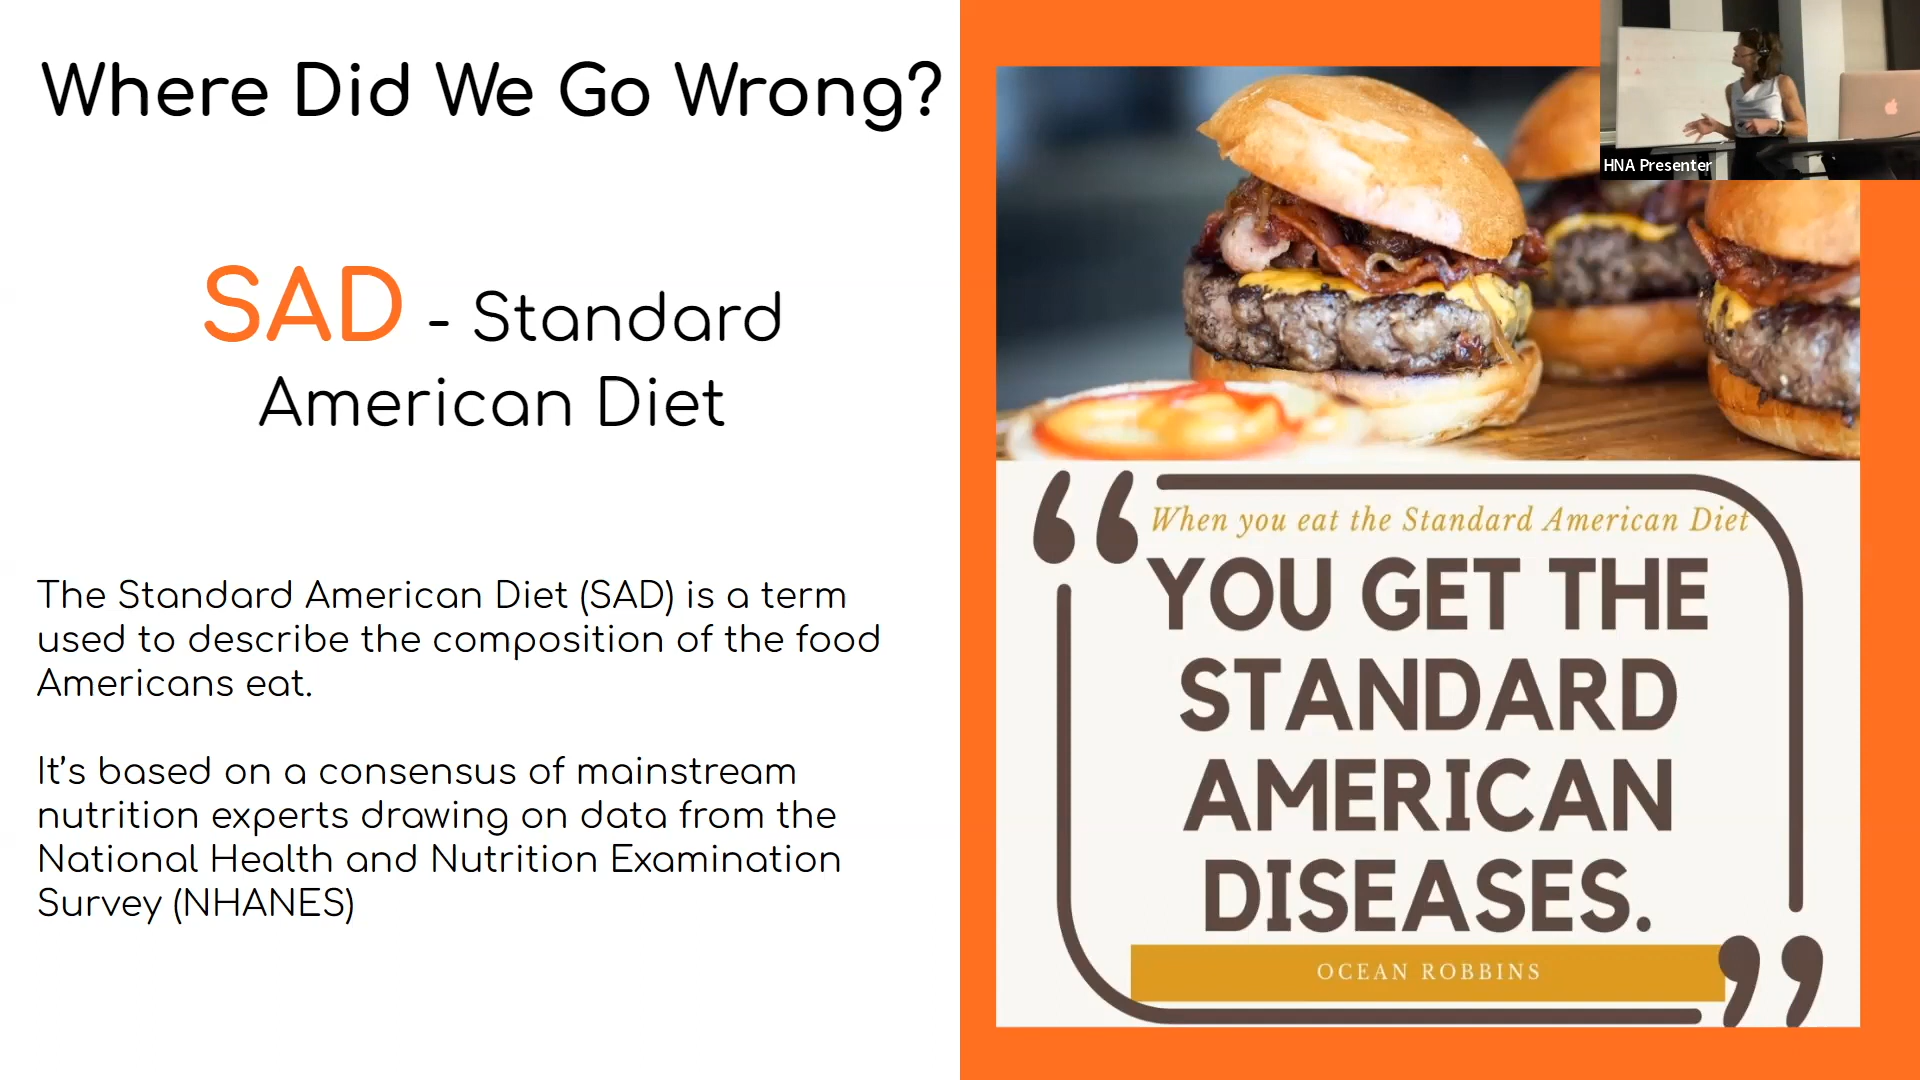 Where Did We Go Wrong?
SAD - Standard
American Diet
The Standard American Diet (SAD) is a term
used to describe the composition of the food
Americans eat.
It’s based on a consensus of mainstream
nutrition experts drawing on data from the
National Health and Nutrition Examination
Survey (NHANES)
HNA Presenter
“When you eat the Standard American Diet
YOU GET THE
STANDARD
AMERICAN
DISEASES.
OCEAN ROBBINS”